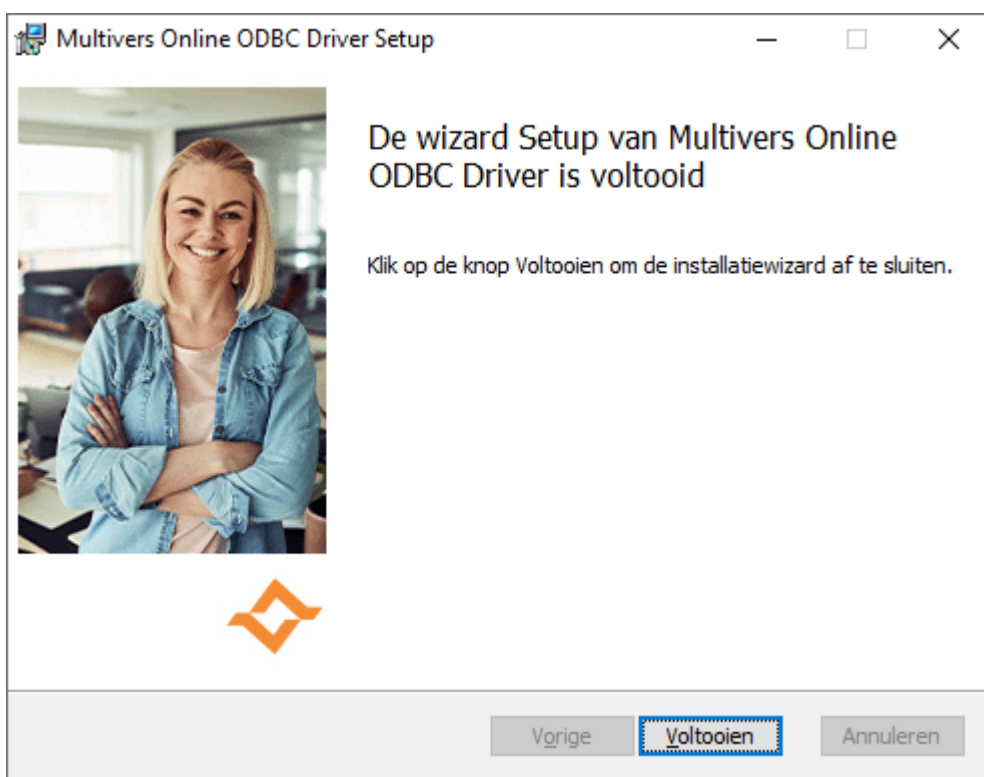 Multivers Online ODBC Driver Setup
De wizard Setup van Multivers Online
ODBC Driver is voltooid
Klik op de knop Voltooien om de installatiewizard af te sluiten.
Vorige
Voltooien
Annuleren